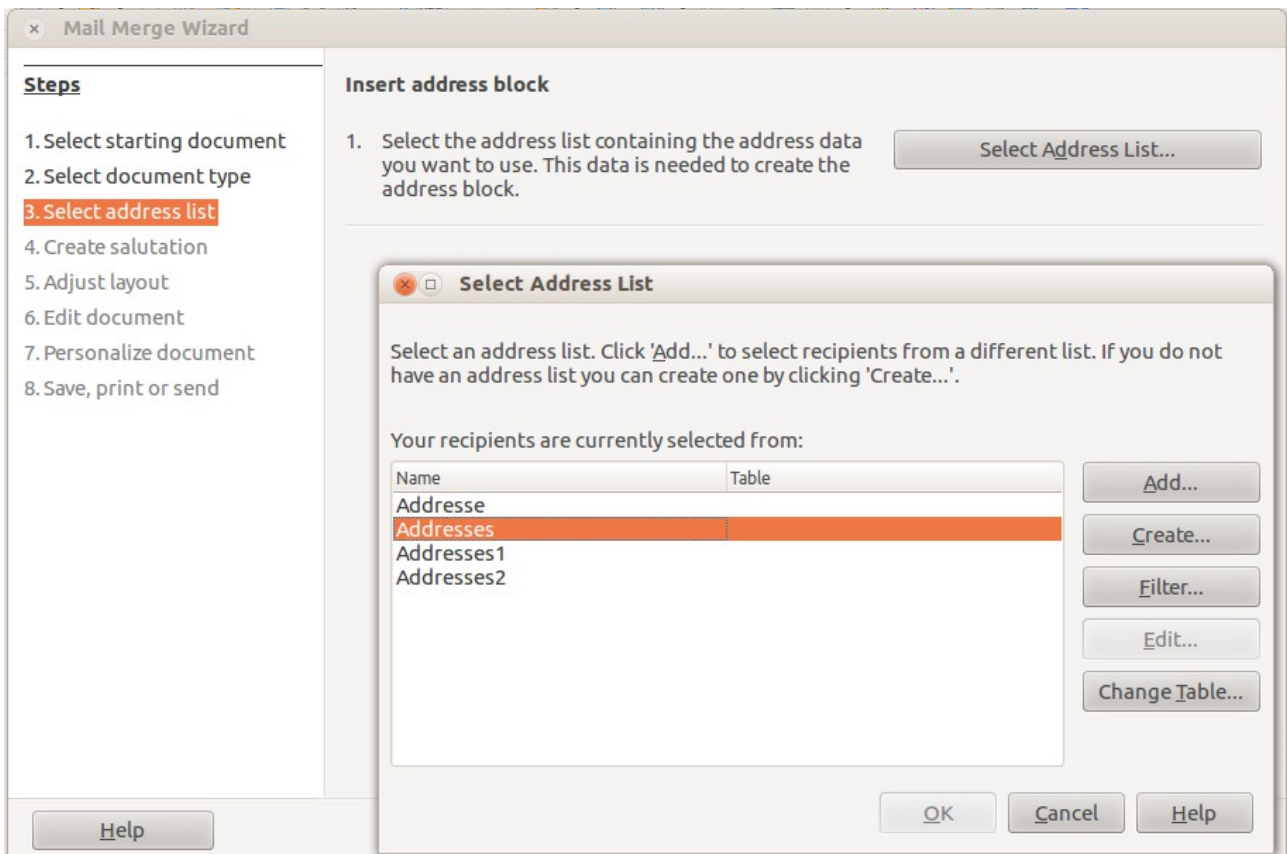 Mail Merge Wizard
Steps
1. Select starting document
2. Select document type
3. Select address list
4. Create salutation
5. Adjust layout
6. Edit document
7. Personalize document
8. Save, print or send
Help
Insert address block
1. Select the address list containing the address data
you want to use. This data is needed to create the
address block.
Select Address List...
Select Address List
Select an address list. Click 'Add...' to select recipients from a different list. If you do not
have an address list you can create one by clicking 'Create...'.
Your recipients are currently selected from:
Name Table
Addresse
Addresses
Addresses1
Addresses2
Add...
Create...
Filter...
Edit...
Change Table...
OK Cancel Help